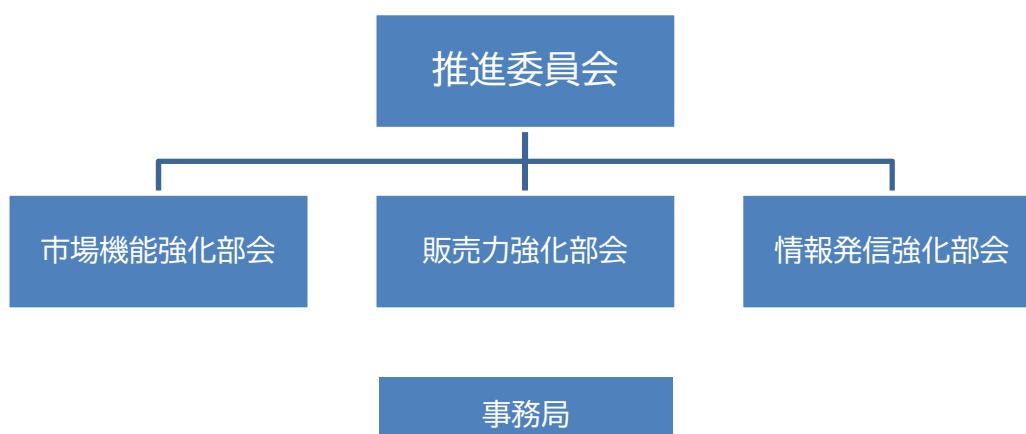 推進委員会
市場機能強化部会
販売力強化部会
情報発信強化部会
事務局